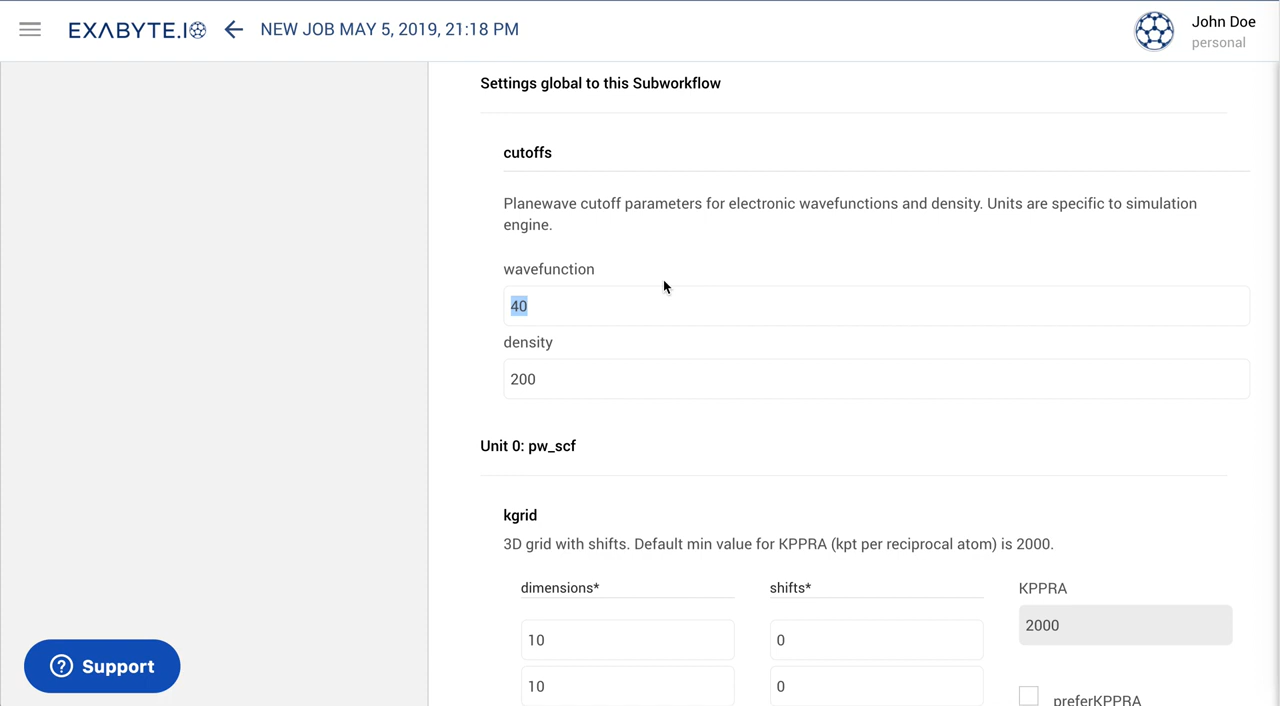 EXABYTE.IO
NEW JOB MAY 5, 2019, 21:18 PM
John Doe
personal
Settings global to this Subworkflow
cutoffs
Planewave cutoff parameters for electronic wavefunctions and density. Units are specific to simulation
engine.
wavefunction
40
density
200
Unit 0: pw_scf
kgrid
3D grid with shifts. Default min value for KPPRA (kpt per reciprocal atom) is 2000.
dimensions* shifts* KPPRA
10 0 2000
10 0 preferKPPRA
Support